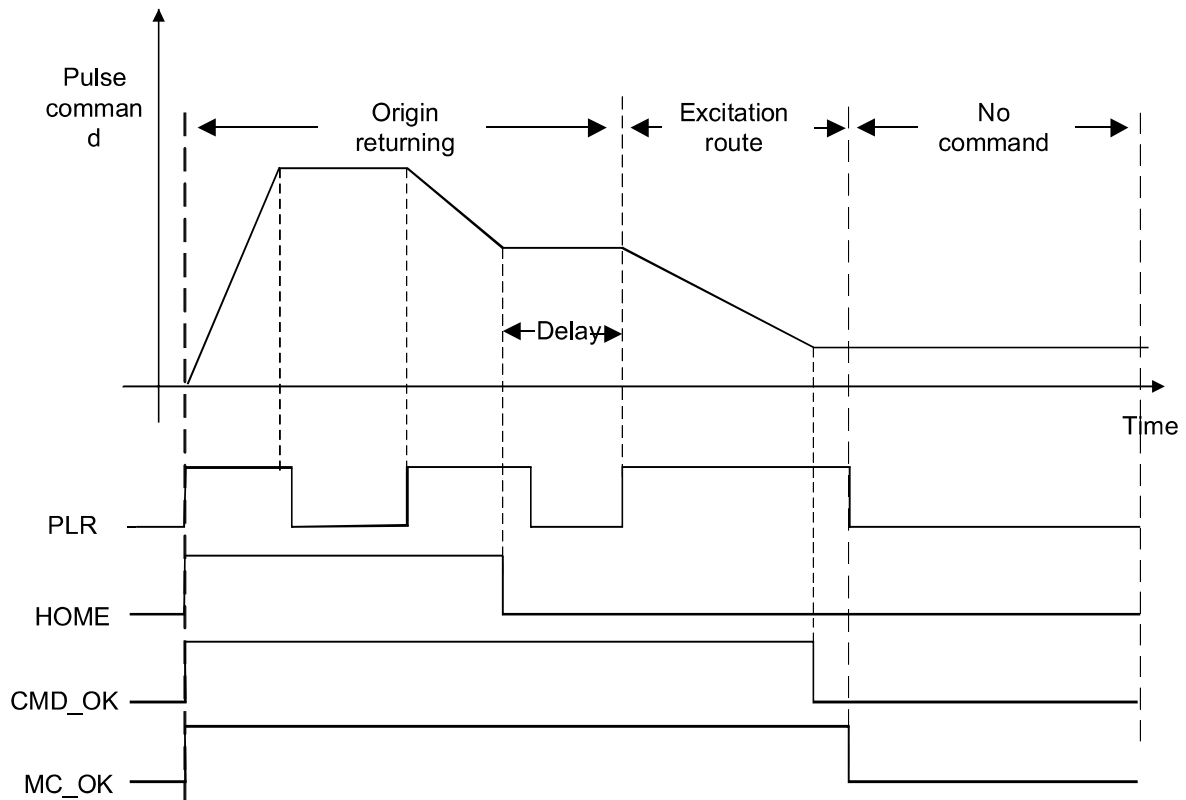 Pulse
comman
d
Origin
returning
Excitation
route
No
command
Delay
Time
PLR
HOME
CMD_OK
MC_OK